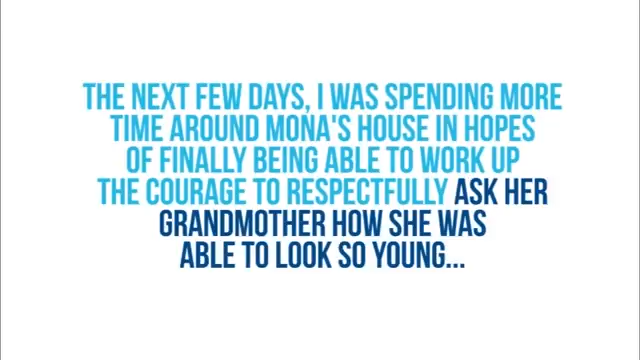 THE NEXT FEW DAYS, I WAS SPENDING MORE
TIME AROUND MONA'S HOUSE IN HOPES
OF FINALLY BEING ABLE TO WORK UP
THE COURAGE TO RESPECTFULLY ASK HER
GRANDMOTHER HOW SHE WAS
ABLE TO LOOK SO YOUNG...